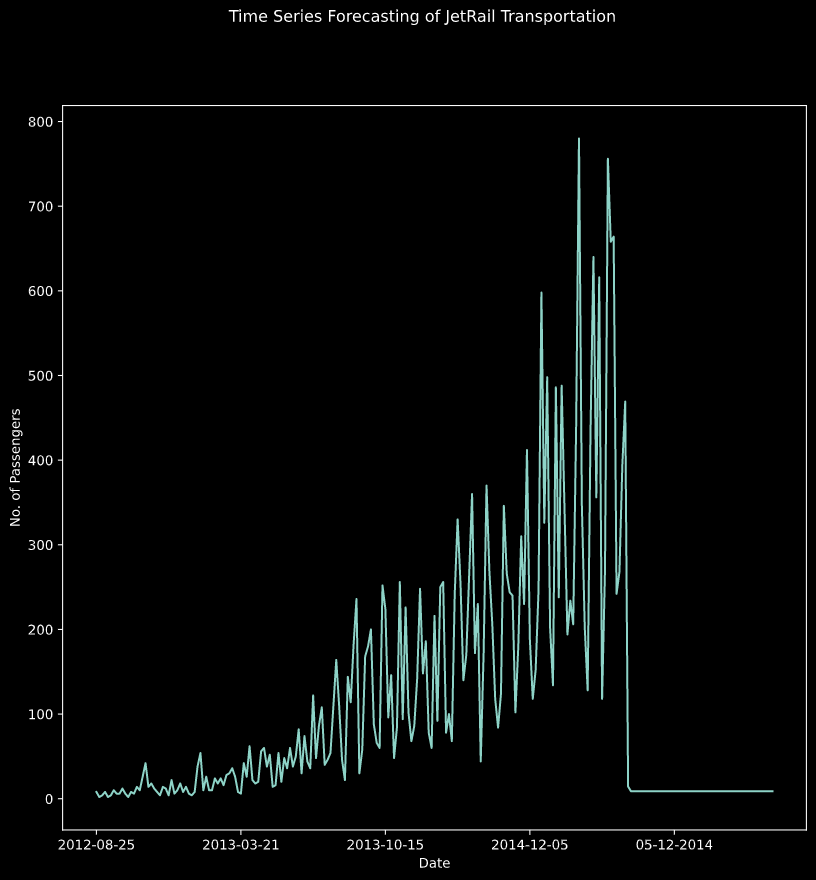 Time Series Forecasting of JetRail Transportation
800
700
600
500
400
300
200
100
0
No. of Passengers
2012-08-25 2013-03-21 2013-10-15 2014-12-05 05-12-2014
Date